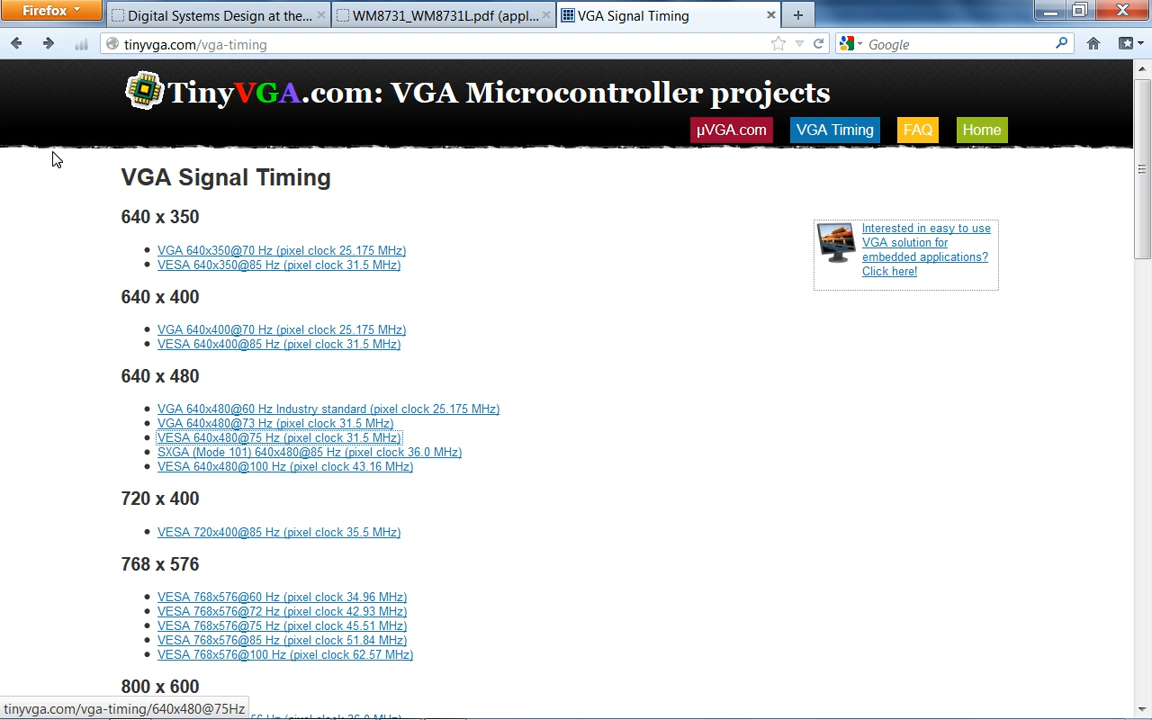 Firefox
Digital Systems Design at the...
WM8731_WM8731L.pdf (appl...
VGA Signal Timing
tinyvga.com/vga-timing
Google
TinyVGA.com: VGA Microcontroller projects
µVGA.com
VGA Timing
FAQ
Home
VGA Signal Timing
640 x 350
VGA 640x350@70 Hz (pixel clock 25.175 MHz)
VESA 640x350@85 Hz (pixel clock 31.5 MHz)
Interested in easy to use
VGA solution for
embedded applications?
Click here!
640 x 400
VGA 640x400@70 Hz (pixel clock 25.175 MHz)
VESA 640x400@85 Hz (pixel clock 31.5 MHz)
640 x 480
VGA 640x480@60 Hz Industry standard (pixel clock 25.175 MHz)
VGA 640x480@73 Hz (pixel clock 31.5 MHz)
VESA 640x480@75 Hz (pixel clock 31.5 MHz)
SXGA (Mode 101) 640x480@85 Hz (pixel clock 36.0 MHz)
VESA 640x480@100 Hz (pixel clock 43.16 MHz)
720 x 400
VESA 720x400@85 Hz (pixel clock 35.5 MHz)
768 x 576
VESA 768x576@60 Hz (pixel clock 34.96 MHz)
VESA 768x576@72 Hz (pixel clock 42.93 MHz)
VESA 768x576@75 Hz (pixel clock 45.51 MHz)
VESA 768x576@85 Hz (pixel clock 51.84 MHz)
VESA 768x576@100 Hz (pixel clock 62.57 MHz)
800 x 600
tinyvga.com/vga-timing/640x480@75Hz